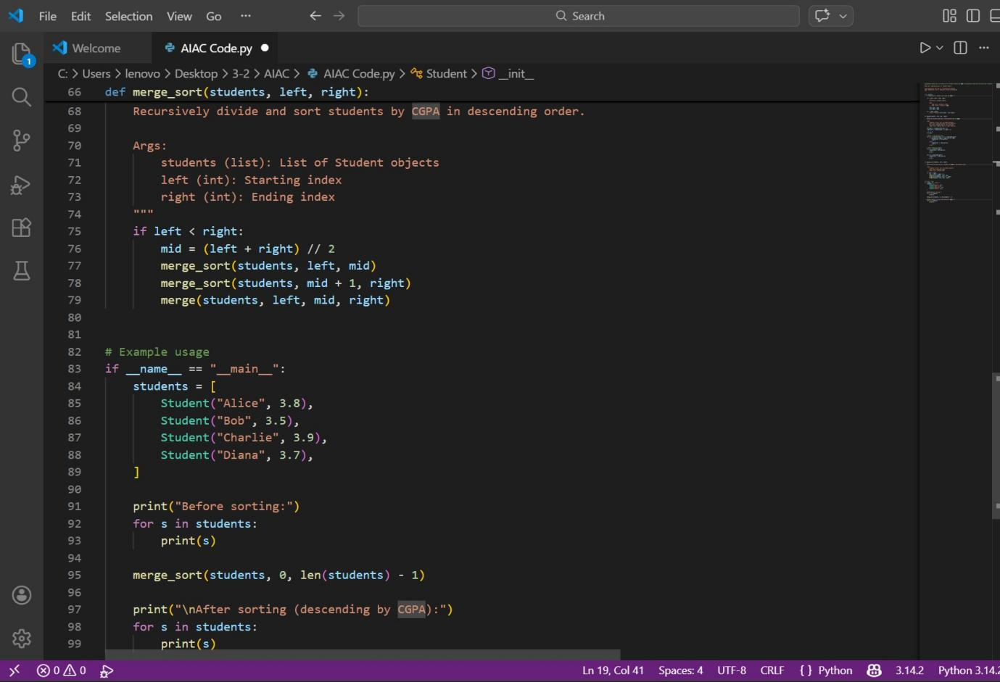 File Edit Selection View Go ··· Search
1
Welcome AIAC Code.py
C: > Users > lenovo > Desktop > 3-2 > AIAC > AIAC Code.py > Student > __init__
66 def merge_sort(students, left, right):
68 Recursively divide and sort students by CGPA in descending order.
69
70 Args:
71 students (list): List of Student objects
72 left (int): Starting index
73 right (int): Ending index
74 """
75 if left < right:
76 mid = (left + right) // 2
77 merge_sort(students, left, mid)
78 merge_sort(students, mid + 1, right)
79 merge(students, left, mid, right)
80
81
82 # Example usage
83 if __name__ == "__main__":
84 students = [
85 Student("Alice", 3.8),
86 Student("Bob", 3.5),
87 Student("Charlie", 3.9),
88 Student("Diana", 3.7),
89 ]
90
91 print("Before sorting:")
92 for s in students:
93 print(s)
94
95 merge_sort(students, 0, len(students) - 1)
96
97 print("\nAfter sorting (descending by CGPA):")
98 for s in students:
99 print(s)
0 0 Ln 19, Col 41 Spaces: 4 UTF-8 CRLF { } Python 3.14.2 Python 3.14.2